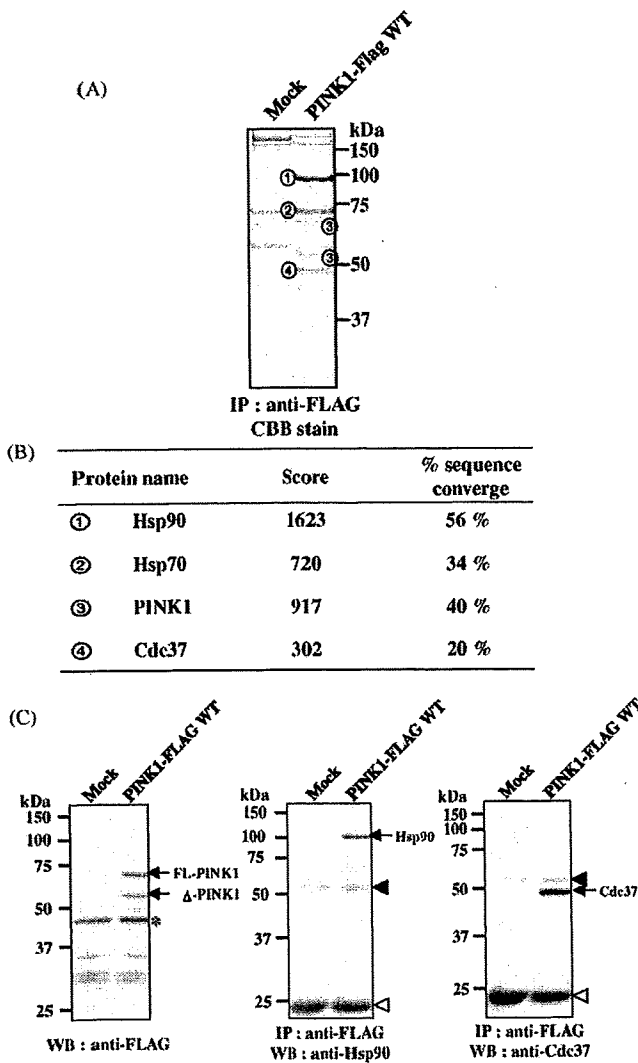 (A)
Mock
PINK1-Flag WT
kDa
150
100
75
50
37
①
②
③
③
④
IP : anti-FLAG
CBB stain
(B)
Protein name Score % sequence converge
① Hsp90 1623 56 %
② Hsp70 720 34 %
③ PINK1 917 40 %
④ Cdc37 302 20 %
(C)
Mock
PINK1-FLAG WT
kDa
150
100
75
50
37
25
FL-PINK1
Δ-PINK1
*
WB : anti-FLAG
Mock
PINK1-FLAG WT
kDa
150
100
75
50
37
25
Hsp90
IP : anti-FLAG
WB : anti-Hsp90
Mock
PINK1-FLAG WT
kDa
150
100
75
50
37
25
Cdc37
IP : anti-FLAG
WB : anti-Cdc37